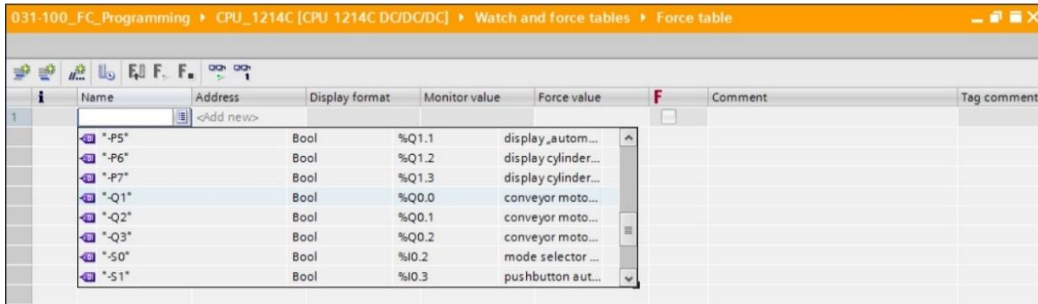 031-100_FC_Programming ▸ CPU_1214C [CPU 1214C DC/DC/DC] ▸ Watch and force tables ▸ Force table
i Name Address Display format Monitor value Force value F Comment Tag comment
1 <Add new>
"-P5" Bool %Q1.1 display „autom...
"-P6" Bool %Q1.2 display cylinder...
"-P7" Bool %Q1.3 display cylinder...
"-Q1" Bool %Q0.0 conveyor moto...
"-Q2" Bool %Q0.1 conveyor moto...
"-Q3" Bool %Q0.2 conveyor moto...
"-S0" Bool %I0.2 mode selector ...
"-S1" Bool %I0.3 pushbutton aut...